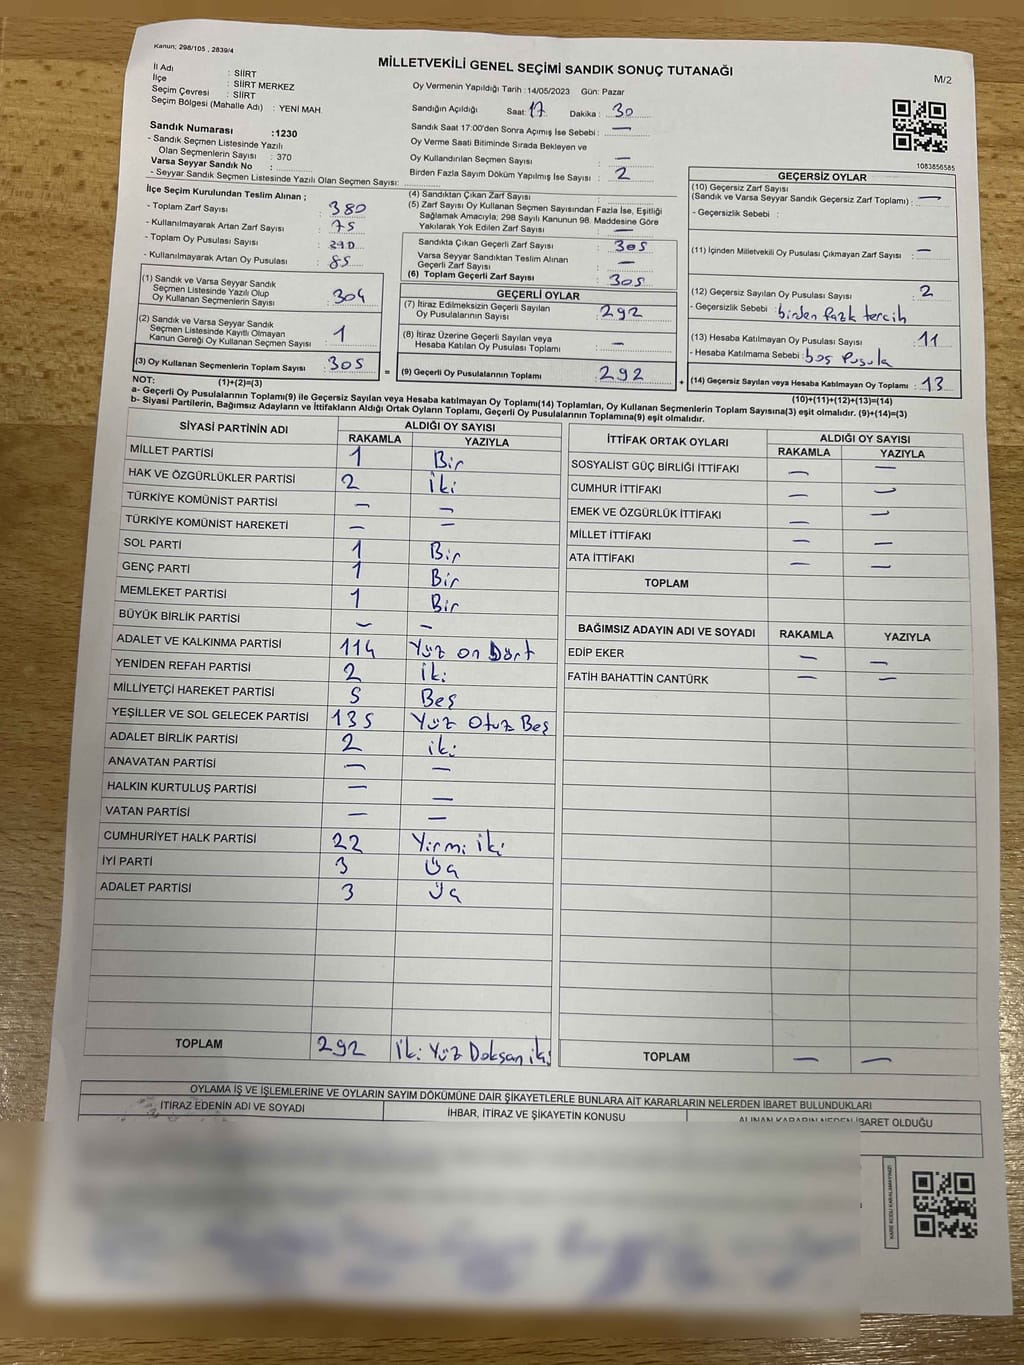 Kanun; 298/105 , 2839/4
MİLLETVEKİLİ GENEL SEÇİMİ SANDIK SONUÇ TUTANAĞI
M/2
İl Adı : SİİRT
İlçe : SİİRT MERKEZ
Seçim Çevresi : SİİRT
Seçim Bölgesi (Mahalle Adı) : YENİ MAH.
Oy Vermenin Yapıldığı Tarih :14/05/2023 Gün: Pazar
Sandığın Açıldığı Saat: 17 Dakika : 30
Sandık Saat 17:00'den Sonra Açımış İse Sebebi : —
Oy Verme Saati Bitiminde Sırada Bekleyen ve
Oy Kullandırılan Seçmen Sayısı : —
Birden Fazla Sayım Döküm Yapılmış İse Sayısı : 2
Sandık Numarası :1230
- Sandık Seçmen Listesinde Yazılı
Olan Seçmenlerin Sayısı : 370
Varsa Seyyar Sandık No :
- Seyyar Sandık Seçmen Listesinde Yazılı Olan Seçmen Sayısı:
1083856585
İlçe Seçim Kurulundan Teslim Alınan ;
- Toplam Zarf Sayısı : 380
- Kullanılmayarak Artan Zarf Sayısı : 75
- Toplam Oy Pusulası Sayısı : 390
- Kullanılmayarak Artan Oy Pusulası : 85
(1) Sandık ve Varsa Seyyar Sandık
Seçmen Listesinde Yazılı Olup
Oy Kullanan Seçmenlerin Sayısı : 304
(2) Sandık ve Varsa Seyyar Sandık
Seçmen Listesinde Kayıtlı Olmayan
Kanun Gereği Oy Kullanan Seçmen Sayısı : 1
(3) Oy Kullanan Seçmenlerin Toplam Sayısı : 305
(1)+(2)=(3)
(4) Sandıktan Çıkan Zarf Sayısı :
(5) Zarf Sayısı Oy Kullanan Seçmen Sayısından Fazla İse, Eşitliği
Sağlamak Amacıyla; 298 Sayılı Kanunun 98. Maddesine Göre
Yakılarak Yok Edilen Zarf Sayısı : —
Sandıkta Çıkan Geçerli Zarf Sayısı : 305
Varsa Seyyar Sandıktan Teslim Alınan
Geçerli Zarf Sayısı : —
(6) Toplam Geçerli Zarf Sayısı : 305
GEÇERLİ OYLAR
(7) İtiraz Edilmeksizin Geçerli Sayılan
Oy Pusulalarının Sayısı : 292
(8) İtiraz Üzerine Geçerli Sayılan veya
Hesaba Katılan Oy Pusulası Toplamı : —
= (9) Geçerli Oy Pusulalarının Toplamı : 292
GEÇERSİZ OYLAR
(10) Geçersiz Zarf Sayısı
(Sandık ve Varsa Seyyar Sandık Geçersiz Zarf Toplamı) : —
- Geçersizlik Sebebi :
(11) İçinden Milletvekili Oy Pusulası Çıkmayan Zarf Sayısı : —
(12) Geçersiz Sayılan Oy Pusulası Sayısı : 2
- Geçersizlik Sebebi : birden fazla tercih
(13) Hesaba Katılmayan Oy Pusulası Sayısı : 11
- Hesaba Katılmama Sebebi : boş Pusula
+ (14) Geçersiz Sayılan veya Hesaba Katılmayan Oy Toplamı : 13
(10)+(11)+(12)+(13)=(14)
NOT:
a- Geçerli Oy Pusulalarının Toplamı(9) ile Geçersiz Sayılan veya Hesaba katılmayan Oy Toplamı(14) Toplamları, Oy Kullanan Seçmenlerin Toplam Sayısına(3) eşit olmalıdır. (9)+(14)=(3)
b- Siyasi Partilerin, Bağımsız Adayların ve İttifakların Aldığı Ortak Oyların Toplamı, Geçerli Oy Pusulalarının Toplamına(9) eşit olmalıdır.
SİYASİ PARTİNİN ADI ALDIĞI OY SAYISI
RAKAMLA YAZIYLA
MİLLET PARTİSİ 1 Bir
HAK VE ÖZGÜRLÜKLER PARTİSİ 2 İki
TÜRKİYE KOMÜNİST PARTİSİ — —
TÜRKİYE KOMÜNİST HAREKETİ — —
SOL PARTİ 1 Bir
GENÇ PARTİ 1 Bir
MEMLEKET PARTİSİ 1 Bir
BÜYÜK BİRLİK PARTİSİ — —
ADALET VE KALKINMA PARTİSİ 114 Yüz on Dört
YENİDEN REFAH PARTİSİ 2 İki
MİLLİYETÇİ HAREKET PARTİSİ 5 Beş
YEŞİLLER VE SOL GELECEK PARTİSİ 135 Yüz Otuz Beş
ADALET BİRLİK PARTİSİ 2 iki
ANAVATAN PARTİSİ — —
HALKIN KURTULUŞ PARTİSİ — —
VATAN PARTİSİ — —
CUMHURİYET HALK PARTİSİ 22 Yirmi iki
İYİ PARTİ 3 Üç
ADALET PARTİSİ 3 Üç
TOPLAM 292 İki Yüz Doksan iki
İTTİFAK ORTAK OYLARI ALDIĞI OY SAYISI
RAKAMLA YAZIYLA
SOSYALİST GÜÇ BİRLİĞİ İTTİFAKI — —
CUMHUR İTTİFAKI — —
EMEK VE ÖZGÜRLÜK İTTİFAKI — —
MİLLET İTTİFAKI — —
ATA İTTİFAKI — —
TOPLAM
BAĞIMSIZ ADAYIN ADI VE SOYADI RAKAMLA YAZIYLA
EDİP EKER — —
FATİH BAHATTİN CANTÜRK — —
TOPLAM — —
OYLAMA İŞ VE İŞLEMLERİNE VE OYLARIN SAYIM DÖKÜMÜNE DAİR ŞİKAYETLERLE BUNLARA AİT KARARLARIN NELERDEN İBARET BULUNDUKLARI
İTİRAZ EDENİN ADI VE SOYADI İHBAR, İTİRAZ VE ŞİKAYETİN KONUSU ALINAN KARARIN NEDEN İBARET OLDUĞU
KARE KODU KARALAMAYINIZ!